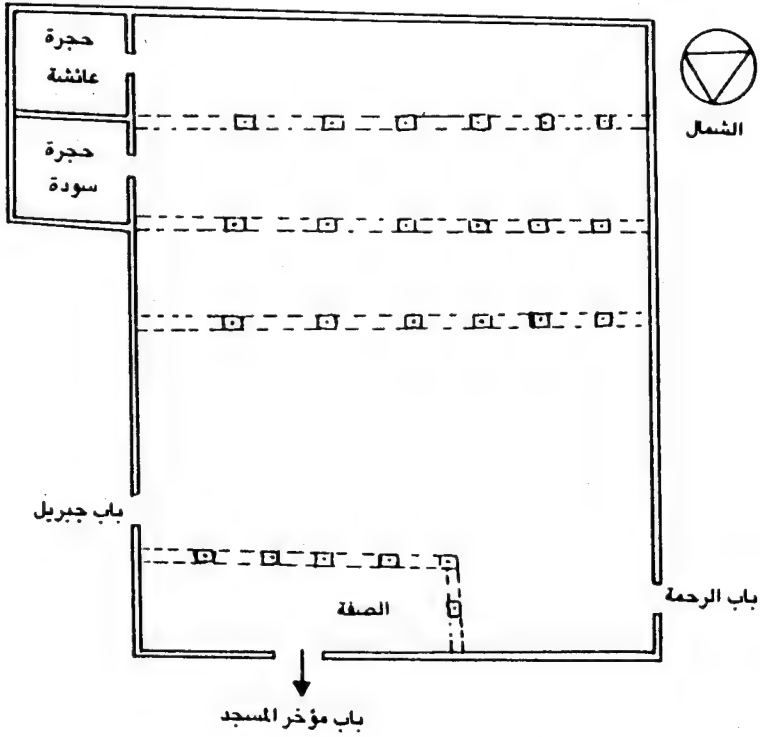 حجرة
عائشة
الشمال
حجرة
سودة
باب جبريل
باب الرحمة
الصفة
باب مؤخر المسجد